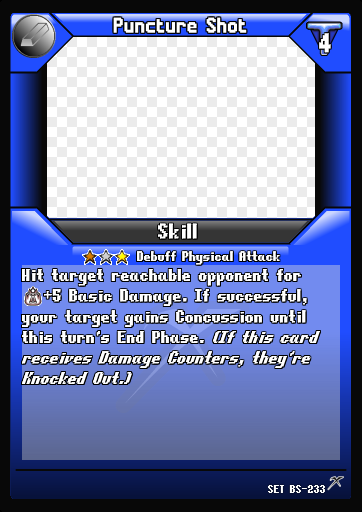 Puncture Shot
4
Skill
Debuff Physical Attack
Hit target reachable opponent for
+5 Basic Damage. If successful,
your target gains Concussion until
this turn's End Phase. (If this card
receives Damage Counters, they're
Knocked Out.)
SET BS-233